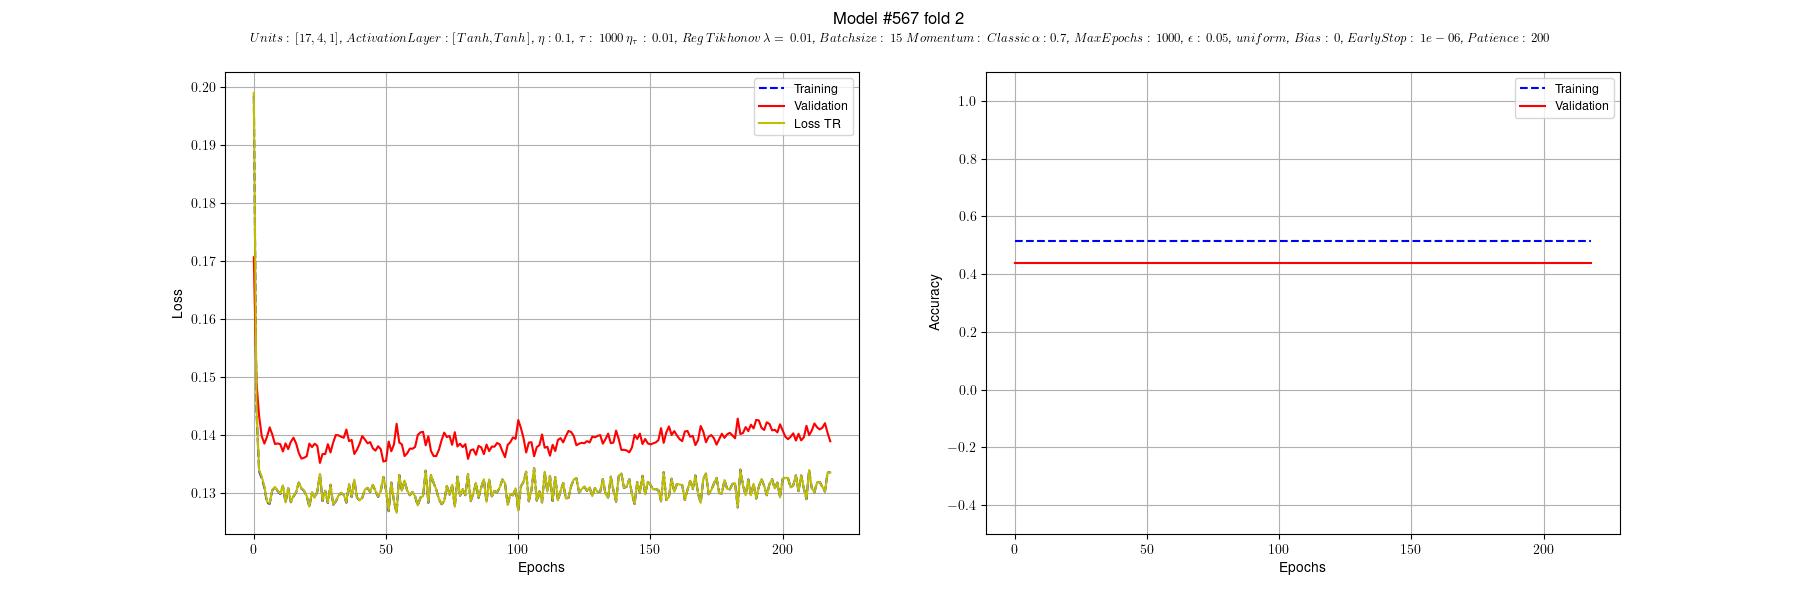 Model #567 fold 2
Units : [17, 4, 1], ActivationLayer : [Tanh, Tanh], η : 0.1, τ : 1000 η_τ : 0.01, Reg Tikhonov λ = 0.01, Batchsize : 15 Momentum : Classic α : 0.7, MaxEpochs : 1000, ϵ : 0.05, uniform, Bias : 0, EarlyStop : 1e − 06, Patience : 200
0.20
0.19
0.18
0.17
0.16
0.15
0.14
0.13
Loss
0
50
100
150
200
Epochs
Training
Validation
Loss TR
1.0
0.8
0.6
0.4
0.2
0.0
−0.2
−0.4
Accuracy
0
50
100
150
200
Epochs
Training
Validation